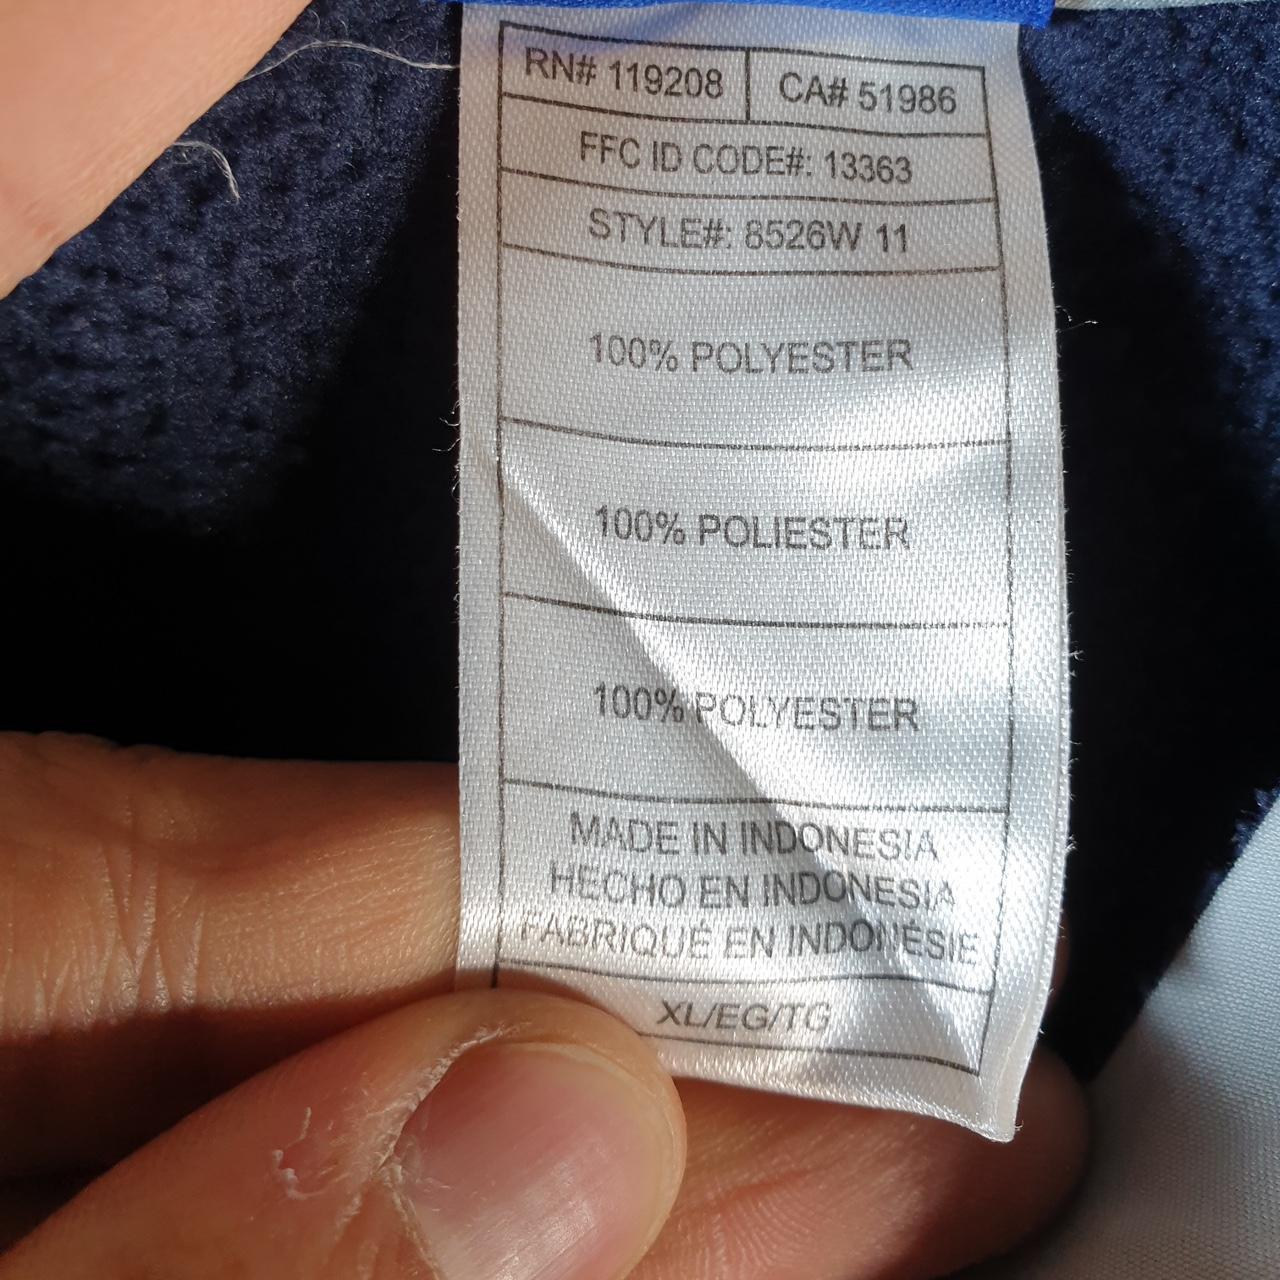 RN# 119208 CA# 51986
FFC ID CODE#: 13363
STYLE#: 8526W 11
100% POLYESTER
100% POLIESTER
100% POLYESTER
MADE IN INDONESIA
HECHO EN INDONESIA
FABRIQUÉ EN INDONÉSIE
XL/EG/TG